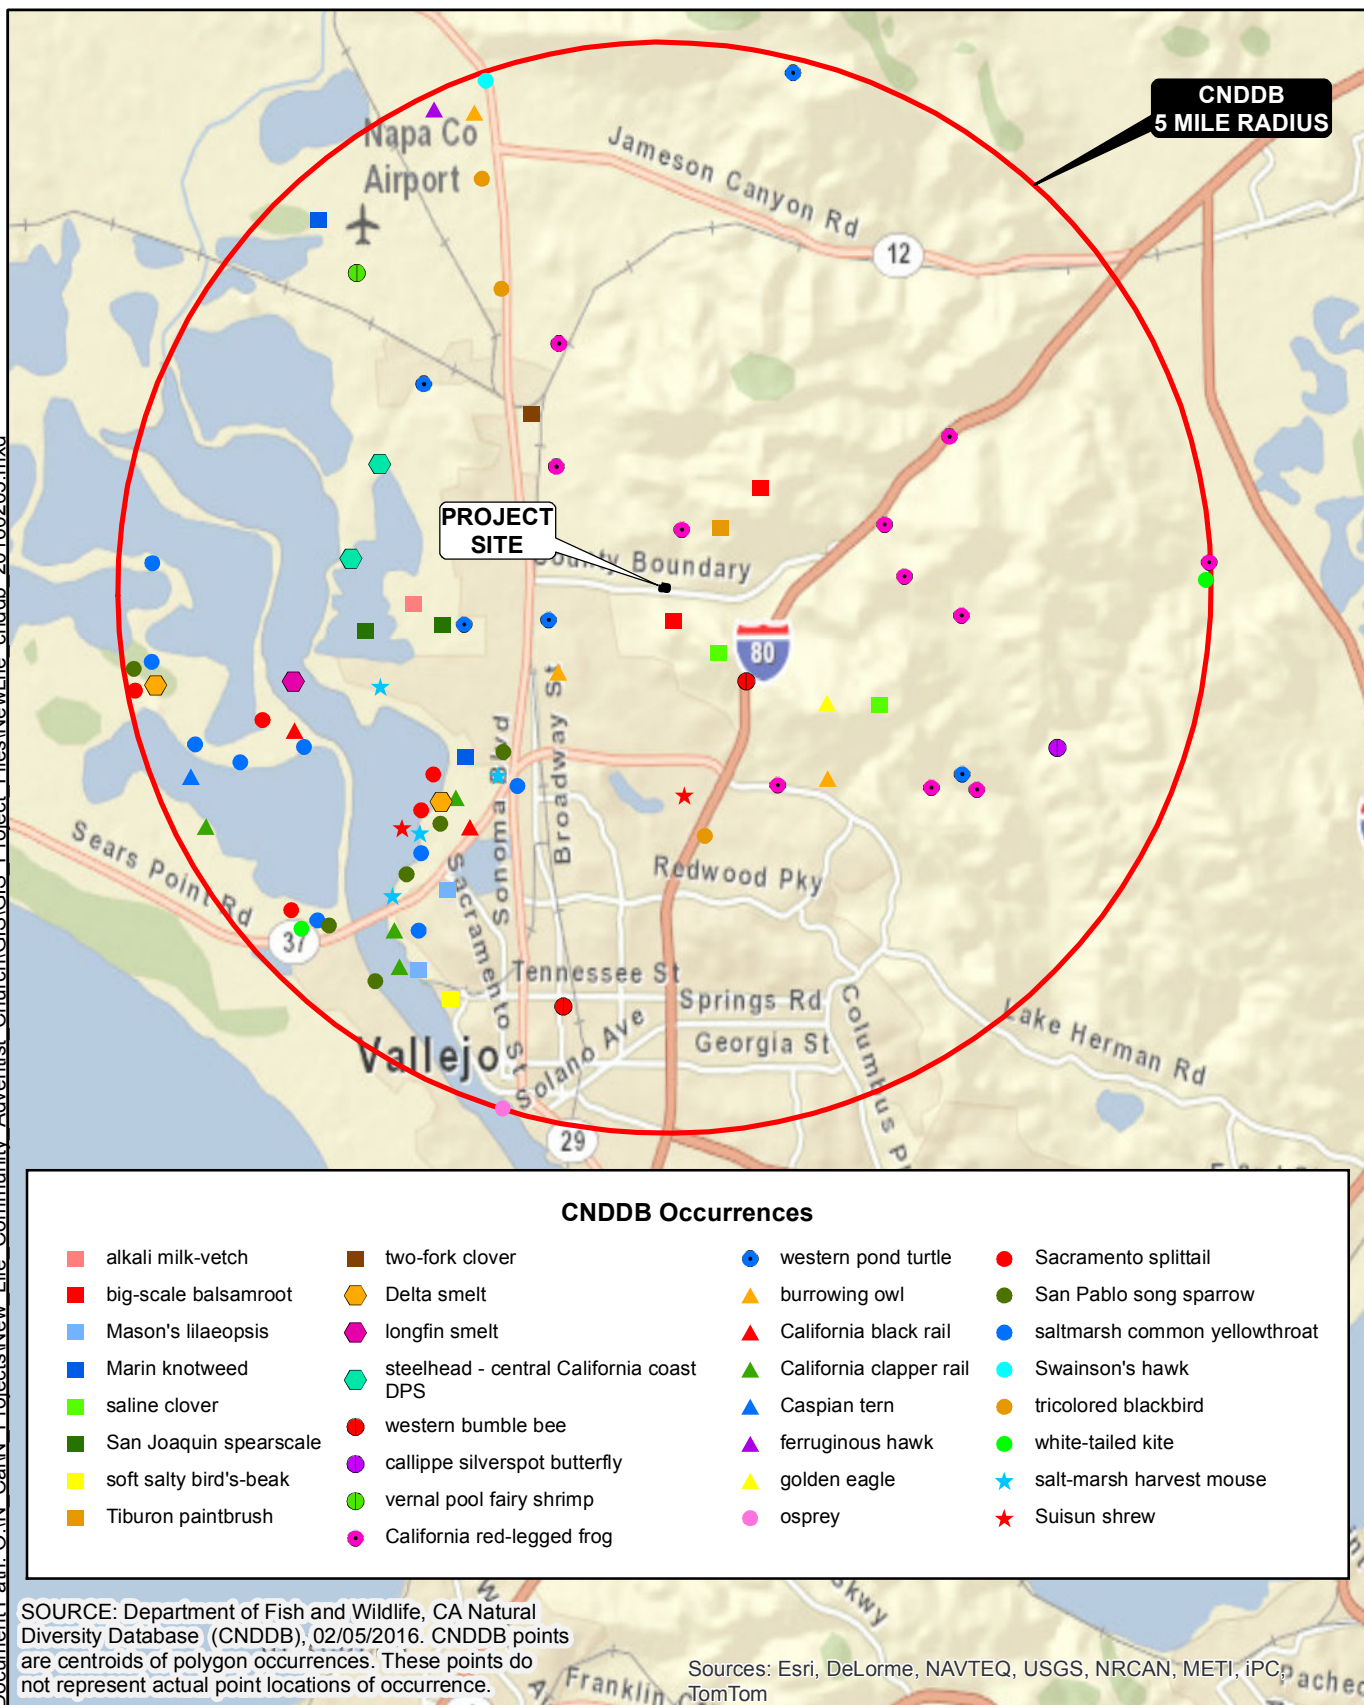 CNDDB
5 MILE RADIUS
Napa Co
Airport
Jameson Canyon Rd
12
PROJECT
SITE
County Boundary
80
Sonoma Blvd
Broadway St
Sears Point Rd
37
Sacramento St
Redwood Pky
Tennessee St
Springs Rd
Georgia St
Solano Ave
Columbus
Lake Herman Rd
Vallejo
29
CNDDB Occurrences
alkali milk-vetch
big-scale balsamroot
Mason's lilaeopsis
Marin knotweed
saline clover
San Joaquin spearscale
soft salty bird's-beak
Tiburon paintbrush
two-fork clover
Delta smelt
longfin smelt
steelhead - central California coast
DPS
western bumble bee
callippe silverspot butterfly
vernal pool fairy shrimp
California red-legged frog
western pond turtle
burrowing owl
California black rail
California clapper rail
Caspian tern
ferruginous hawk
golden eagle
osprey
Sacramento splittail
San Pablo song sparrow
saltmarsh common yellowthroat
Swainson's hawk
tricolored blackbird
white-tailed kite
salt-marsh harvest mouse
Suisun shrew
SOURCE: Department of Fish and Wildlife, CA Natural
Diversity Database (CNDDB), 02/05/2016. CNDDB points
are centroids of polygon occurrences. These points do
not represent actual point locations of occurrence.
Sources: Esri, DeLorme, NAVTEQ, USGS, NRCAN, METI, iPC,
TomTom
Franklin